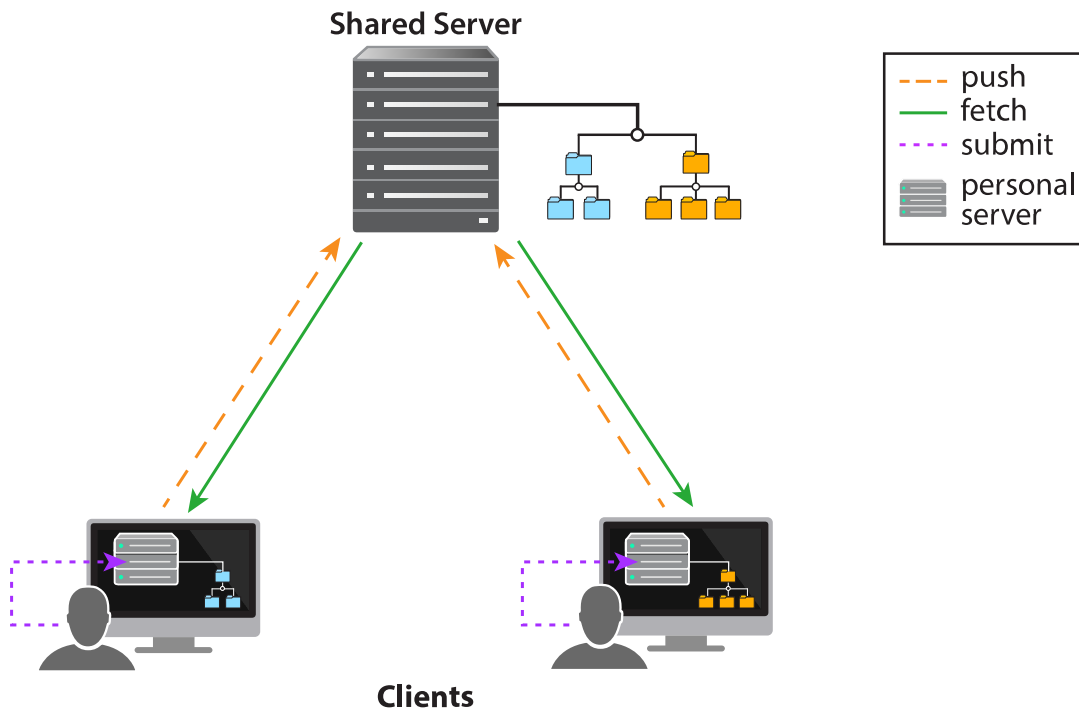 Shared Server
push
fetch
submit
personal
server
Clients